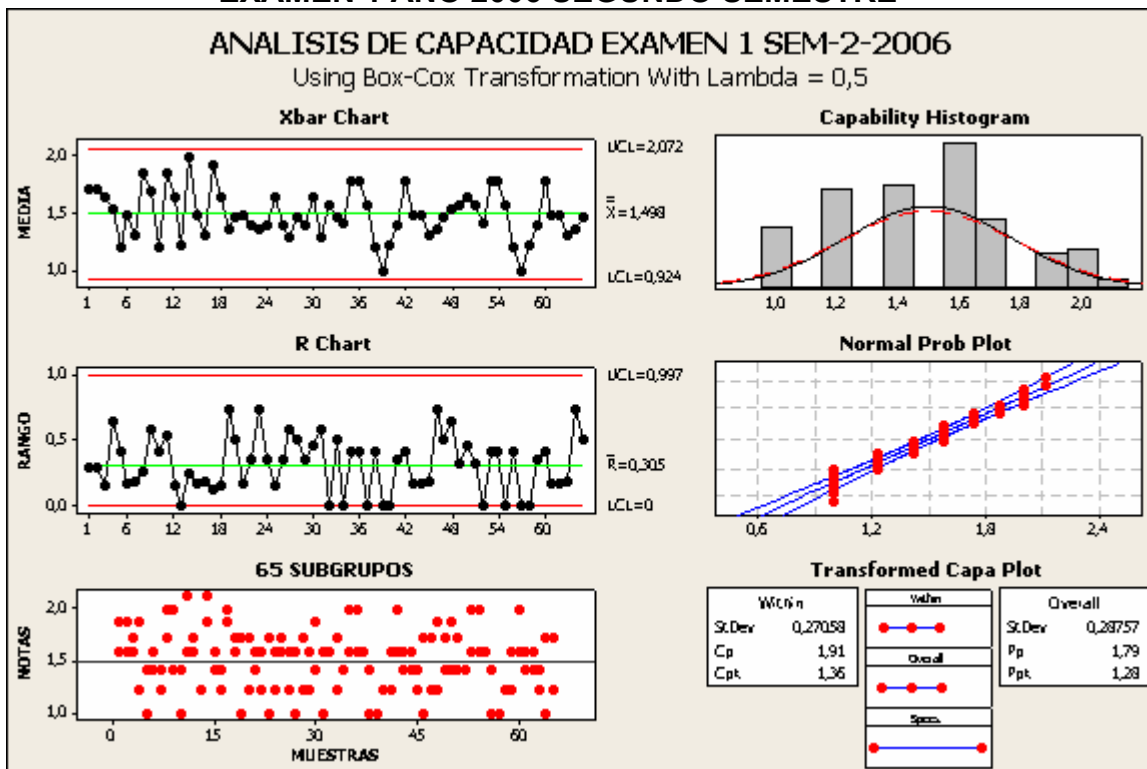 EXAMEN 1 AÑO 2006 SEGUNDO SEMESTRE
ANALISIS DE CAPACIDAD EXAMEN 1 SEM-2-2006
Using Box-Cox Transformation With Lambda = 0,5
Xbar Chart
MEDIA
2,0
1,5
1,0
1 6 12 18 24 30 36 42 48 54 60
UCL=2,072
X=1,498
LCL=0,924
Capability Histogram
1,0 1,2 1,4 1,6 1,8 2,0
R Chart
RANGO
1,0
0,5
0,0
1 6 12 18 24 30 36 42 48 54 60
UCL=0,997
R=0,305
LCL=0
Normal Prob Plot
0,6 1,2 1,8 2,4
65 SUBGRUPOS
NOTAS
2,0
1,5
1,0
0 15 30 45 60
MUESTRAS
Transformed Capa Plot
Within
StDev 0,27058
Cp 1,91
Cpk 1,36
Within
Overall
Specs
Overall
StDev 0,28757
Pp 1,79
Ppk 1,28